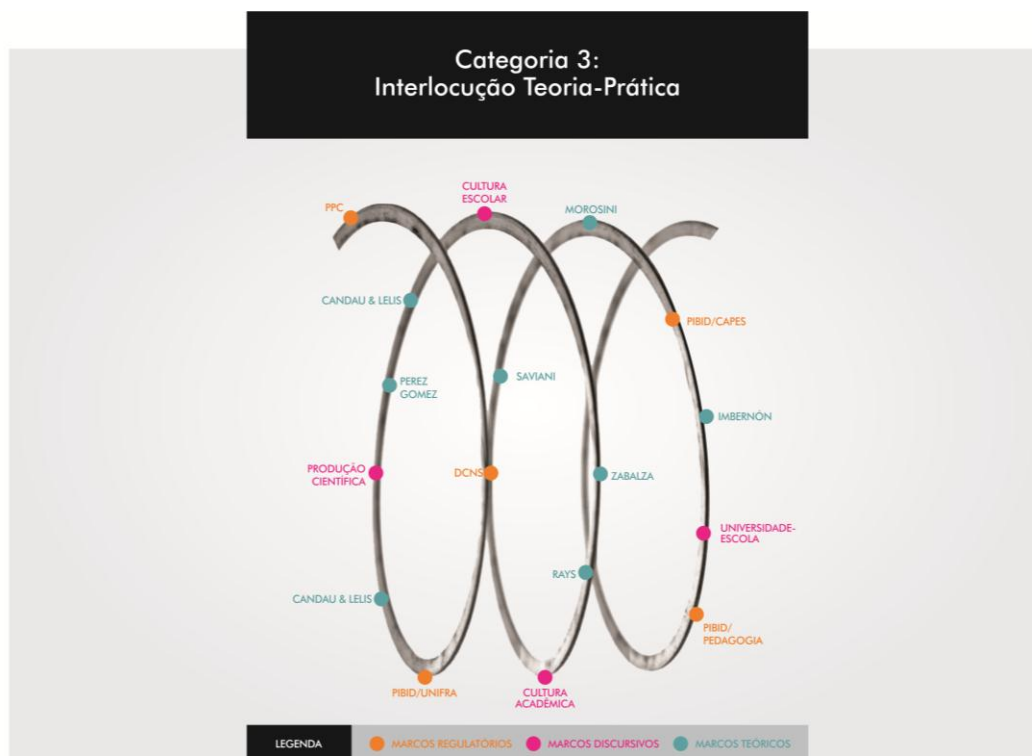 Categoria 3:
Interlocução Teoria-Prática
CULTURA
ESCOLAR
PPC
MOROSINI
CANDAU & LELIS
PIBID/CAPES
PEREZ
GOMEZ
SAVIANI
IMBERNÓN
PRODUÇÃO
CIENTÍFICA
DCNS
ZABALZA
UNIVERSIDADE-
ESCOLA
RAYS
CANDAU & LELIS
PIBID/
PEDAGOGIA
PIBID/UNIFRA
CULTURA
ACADÊMICA
LEGENDA
MARCOS REGULATÓRIOS
MARCOS DISCURSIVOS
MARCOS TEÓRICOS